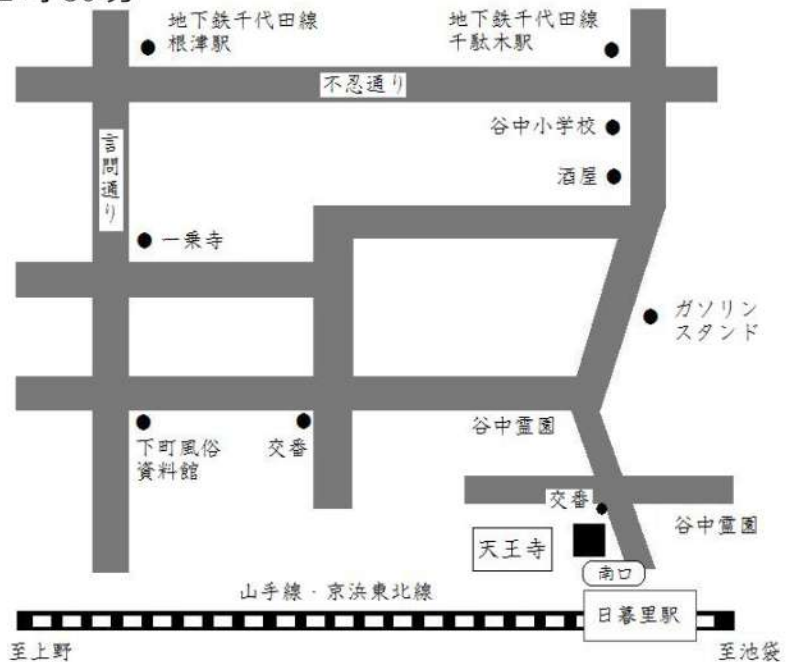 地下鉄千代田線
根津駅
地下鉄千代田線
千駄木駅
不忍通り
谷中小学校
酒屋
言問通り
一乗寺
ガソリン
スタンド
下町風俗
資料館
交番
谷中霊園
交番
谷中霊園
天王寺
南口
山手線・京浜東北線
日暮里駅
至上野
至池袋